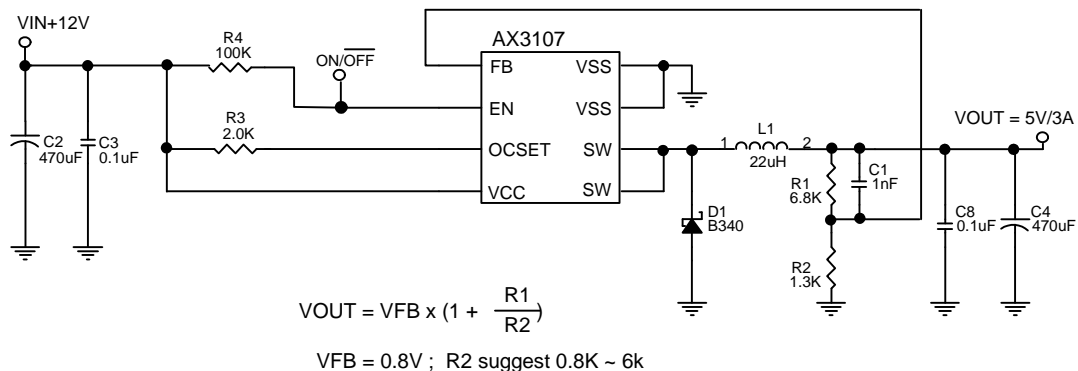 VIN+12V
R4
100K
ON/OFF
AX3107
FB
VSS
EN
VSS
C2
470uF
C3
0.1uF
R3
2.0K
OCSET
SW
VCC
SW
1
L1
2
22uH
VOUT = 5V/3A
D1
B340
R1
6.8K
C1
1nF
R2
1.3K
C8
0.1uF
C4
470uF
VOUT = VFB x (1 + R1
R2)
VFB = 0.8V ; R2 suggest 0.8K ~ 6k